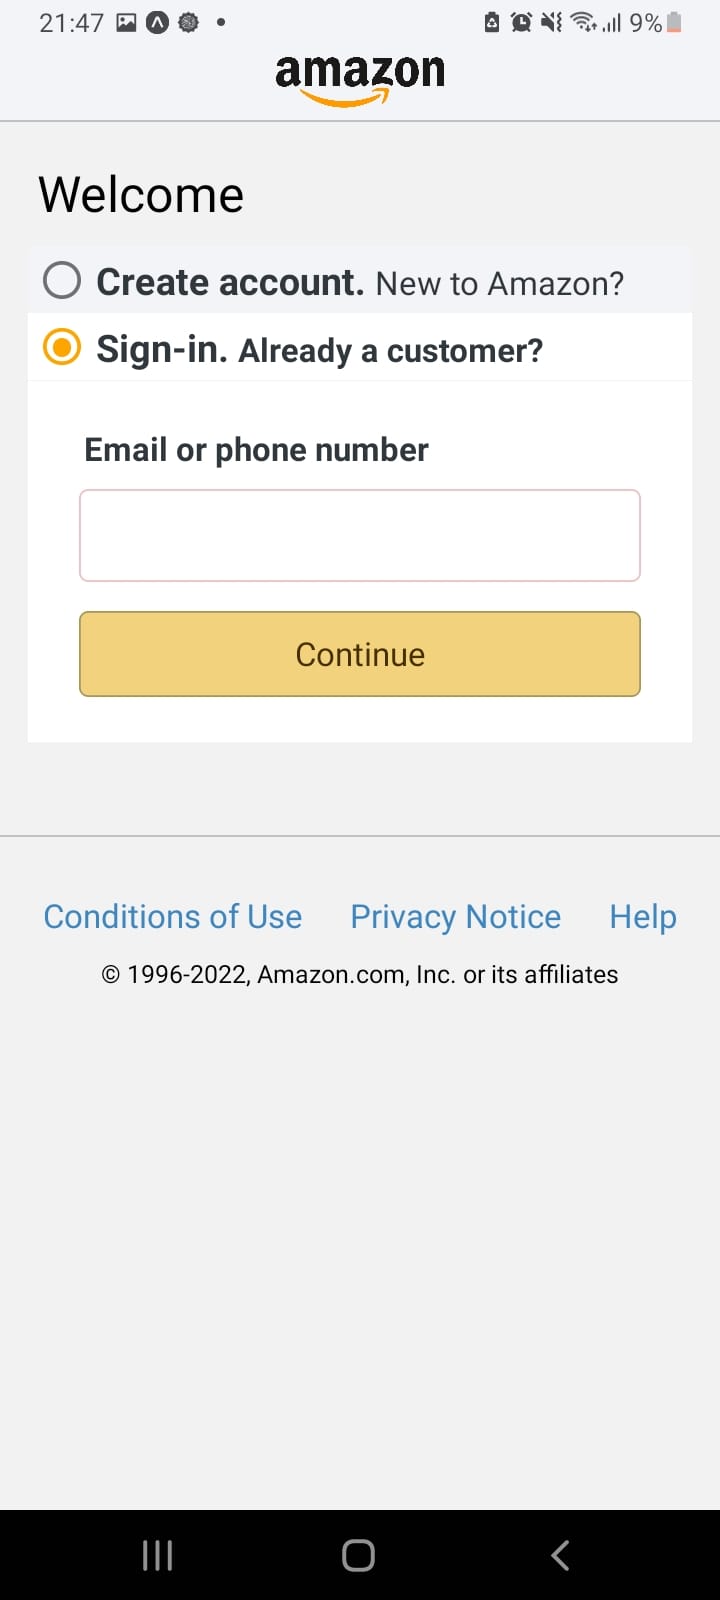 21:47 9%
amazon
Welcome
Create account. New to Amazon?
Sign-in. Already a customer?
Email or phone number
Continue
Conditions of Use Privacy Notice Help
© 1996-2022, Amazon.com, Inc. or its affiliates